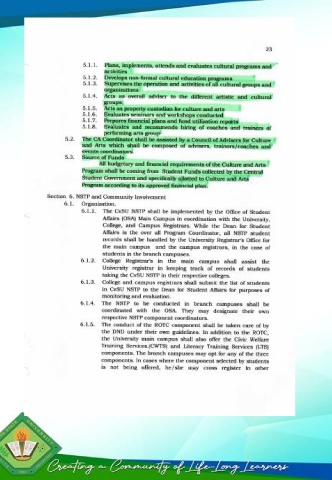 23
5.1.1. Plans, implements, attends and evaluates cultural programs and
activities
5.1.2. Develops non-formal cultural education programs
5.1.3. Supervises the operation and activities of all cultural groups and
organizations
5.1.4. Acts as overall adviser to the different artistic and cultural
groups.
5.1.5. Acts as property custodian for culture and arts
5.1.6. Evaluates seminars and workshops conducted
5.1.7. Prepares financial plans and fund utilization reports
5.1.8. Evaluates and recommends hiring of coaches and trainers of
performing arts group
5.2. The CA Coordinator shall be assisted by a Council of Advisers for Culture
and Arts which shall be composed of advisers, trainers/coaches and
events coordinators.
5.3. Source of Funds
All budgetary and financial requirements of the Culture and Arts
Program shall be coming from Student Funds collected by the Central
Student Government and specifically allotted to Culture and Arts
Program according to its approved financial plan.
Section 6. NSTP and Community Involvement
6.1. Organization.
6.1.1. The CvSU NSTP shall be implemented by the Office of Student
Affairs (OSA) Main Campus in coordination with the University,
College, and Campus Registrars. While the Dean for Student
Affairs is the over all Program Coordinator, all NSTP student
records shall be handled by the University Registrar's Office for
the main campus and the campus registrars, in the case of
students in the branch campuses.
6.1.2. College Registrar's in the main campus shall assist the
University registrar in keeping track of records of students
taking the CvSU NSTP in their respective colleges.
6.1.3. College and campus registrars shall submit the list of students
in CvSU NSTP to the Dean for Student Affairs for purposes of
monitoring and evaluation.
6.1.4. The NSTP to be conducted in branch campuses shall be
coordinated with the OSA. They may designate their own
respective NSTP component coordinators.
6.1.5. The conduct of the ROTC component shall be taken care of by
the DND under their own guidelines. In addition to the ROTC,
the University main campus shall also offer the Civic Welfare
Training Services (CWTS) and Literacy Training Services (LTS)
components. The branch campuses may opt for any of the three
components. In cases where the component selected by students
is not being offered, he/she may cross register in other
Creating a Community of Life-Long Learners